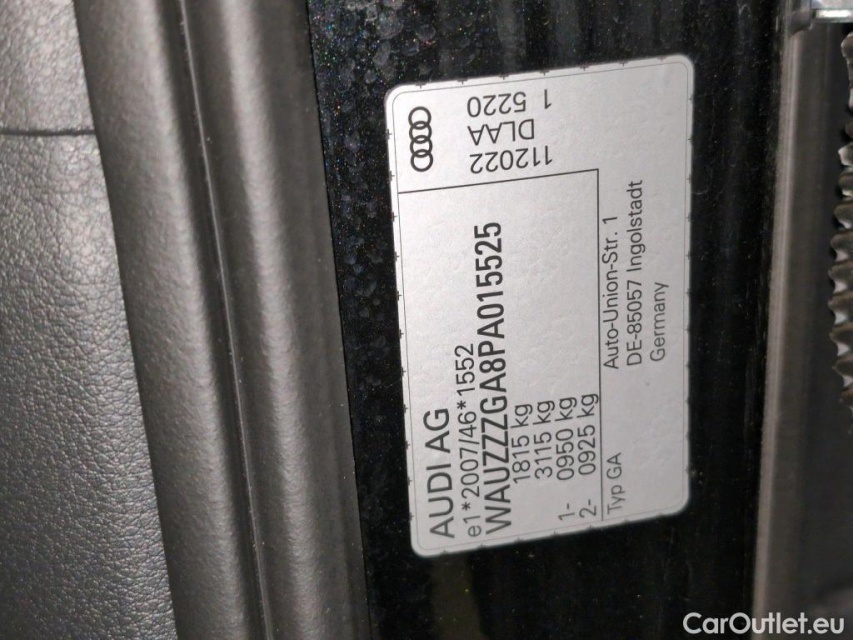 AUDI AG
e1*2007/46*1552
WAUZZZGA8PA015525
1815 kg
3115 kg
1- 0950 kg
2- 0925 kg
Typ GA
Auto-Union-Str. 1
DE-85057 Ingolstadt
Germany
112022
DLAA
1 5220
CarOutlet.eu